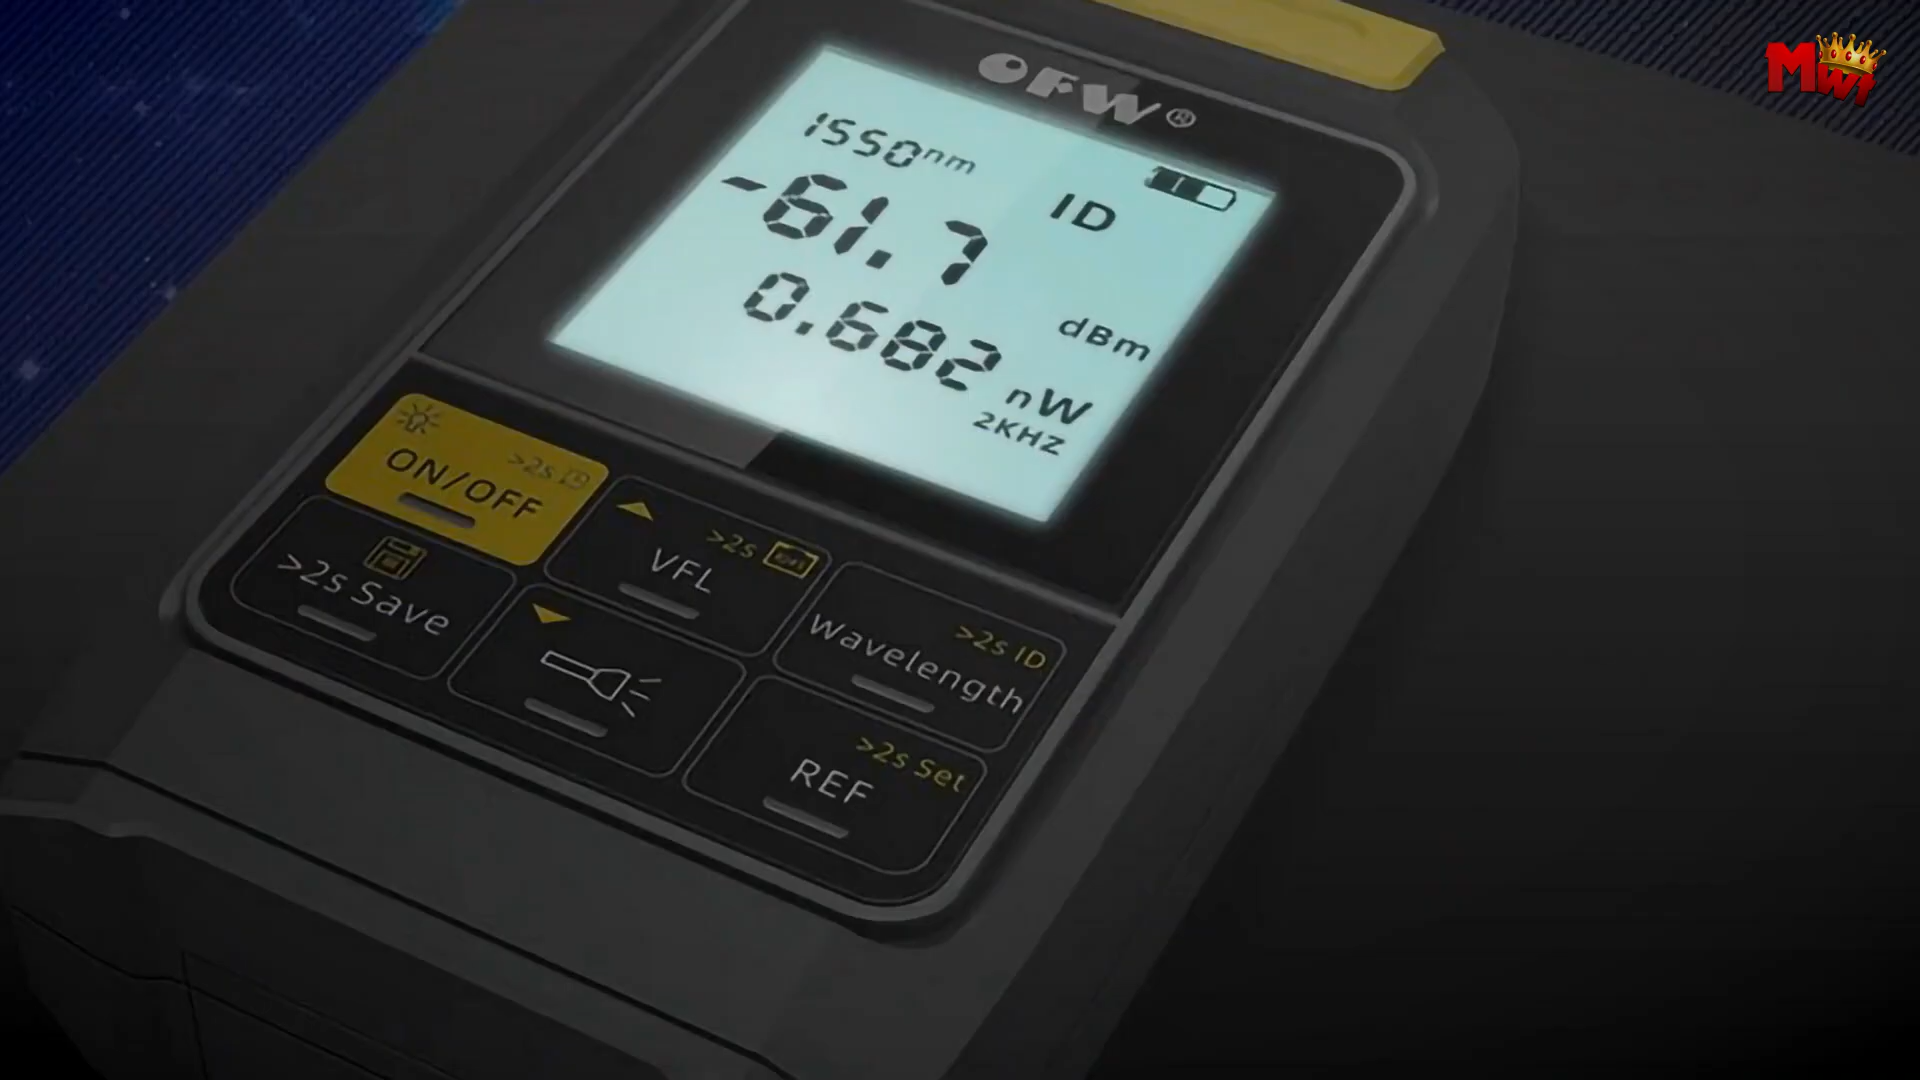 MWT
OFW®
1550nm
ID
-61.7
dBm
0.682
nW
2KHZ
>2s
ON/OFF
>2s
VFL
>2s ID
Wavelength
>2s Save
>2s Set
REF